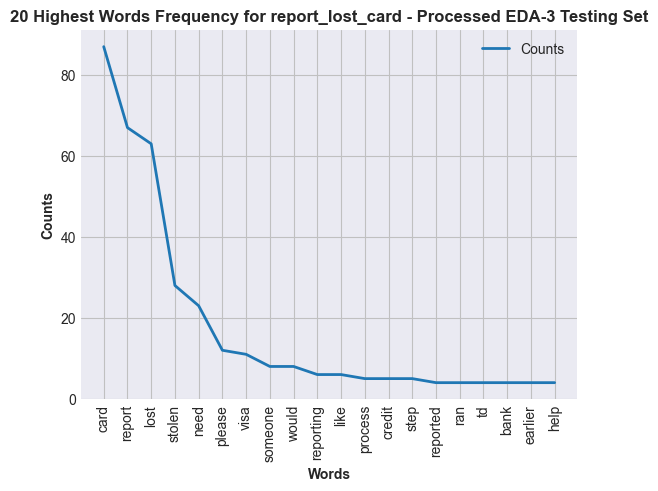 20 Highest Words Frequency for report_lost_card - Processed EDA-3 Testing Set
Counts
Counts
80
60
40
20
0
card
report
lost
stolen
need
please
visa
someone
would
reporting
like
process
credit
step
reported
ran
td
bank
earlier
help
Words